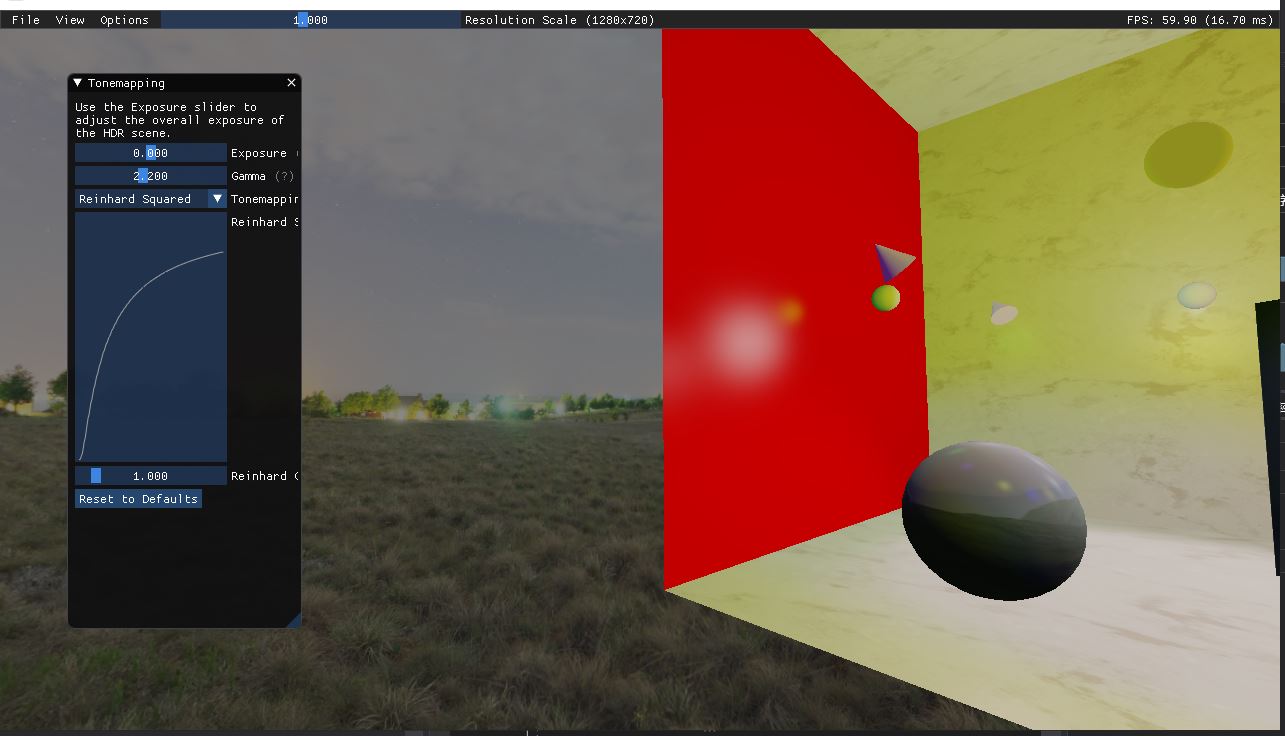 File View Options 1.000 Resolution Scale (1280x720) FPS: 59.90 (16.70 ms)
Tonemapping
Use the Exposure slider to
adjust the overall exposure of
the HDR scene.
0.000 Exposure
2.200 Gamma (?)
Reinhard Squared Tonemappin
Reinhard S
1.000 Reinhard C
Reset to Defaults